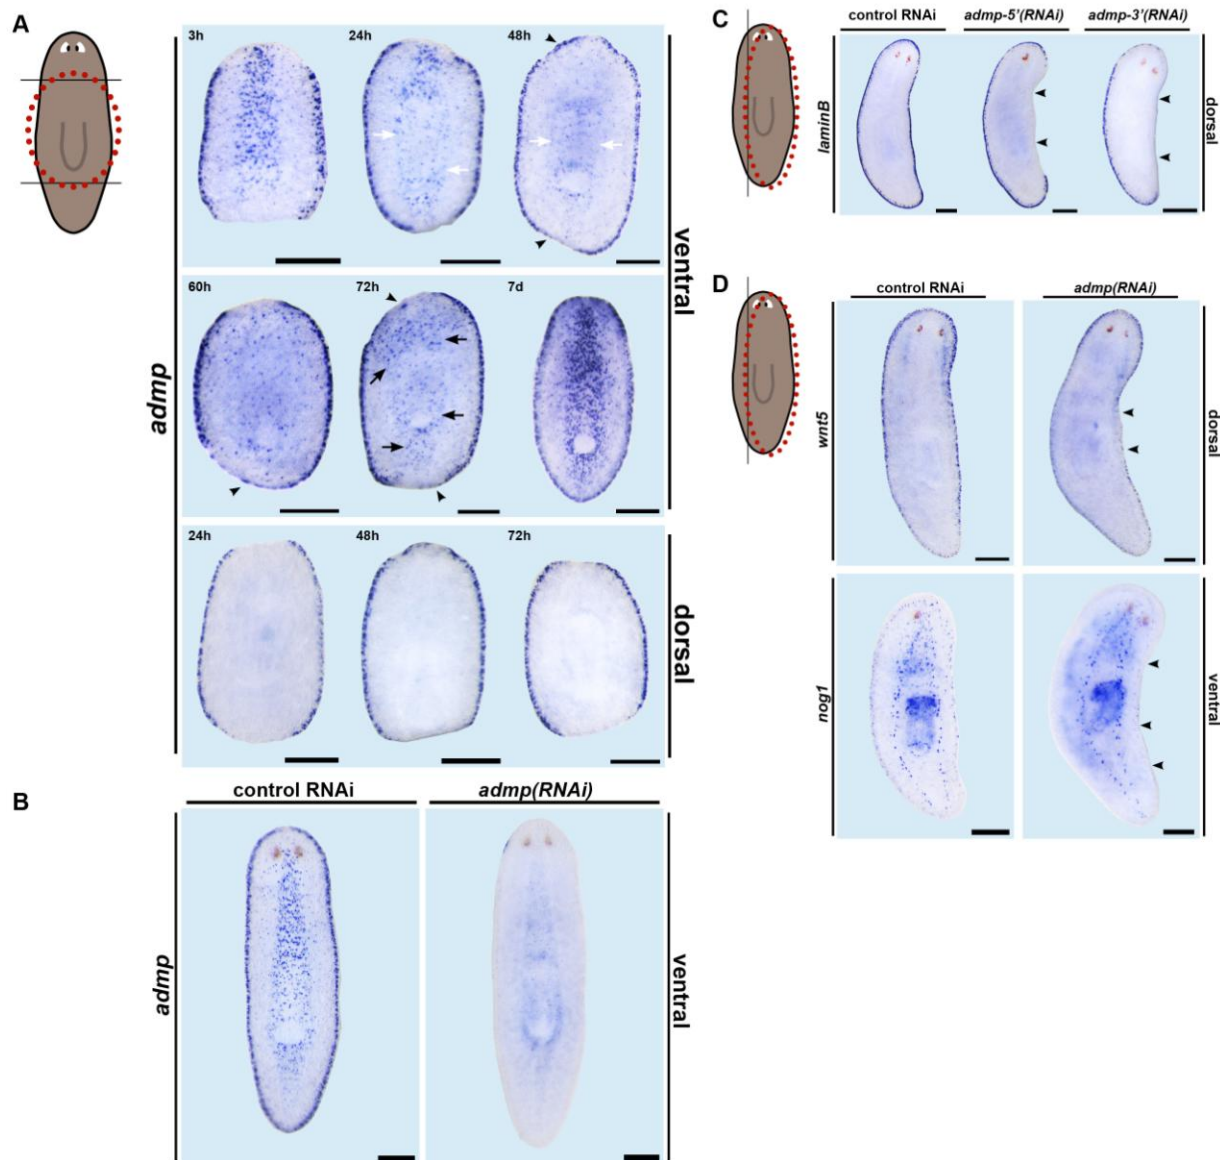 A
3h
24h
48h
60h
72h
7d
admp
ventral
24h
48h
72h
dorsal
B
control RNAi
admp(RNAi)
admp
ventral
C
control RNAi
admp-5'(RNAi)
admp-3'(RNAi)
laminB
dorsal
D
control RNAi
admp(RNAi)
wnt5
dorsal
nog1
ventral